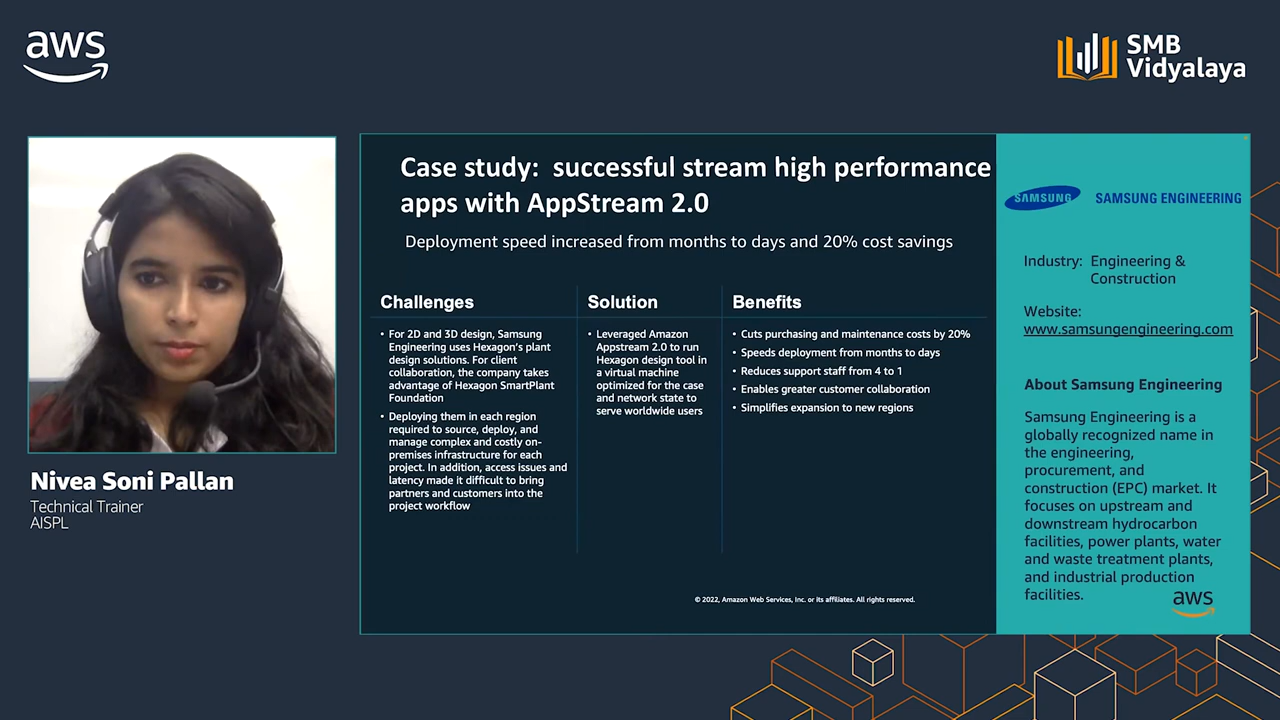 aws
SMB
Vidyalaya
Case study:  successful stream high performance
apps with AppStream 2.0
Deployment speed increased from months to days and 20% cost savings
Challenges
• For 2D and 3D design, Samsung
Engineering uses Hexagon's plant
design solutions. For client
collaboration, the company takes
advantage of Hexagon SmartPlant
Foundation
• Deploying them in each region
required to source, deploy, and
manage complex and costly on-
premises infrastructure for each
project. In addition, access issues and
latency made it difficult to bring
partners and customers into the
project workflow
Solution
• Leveraged Amazon
Appstream 2.0 to run
Hexagon design tool in
a virtual machine
optimized for the case
and network state to
serve worldwide users
Benefits
• Cuts purchasing and maintenance costs by 20%
• Speeds deployment from months to days
• Reduces support staff from 4 to 1
• Enables greater customer collaboration
• Simplifies expansion to new regions
© 2022, Amazon Web Services, Inc. or its affiliates. All rights reserved.
SAMSUNG SAMSUNG ENGINEERING
Industry: Engineering &
Construction
Website:
www.samsungengineering.com
About Samsung Engineering
Samsung Engineering is a
globally recognized name in
the engineering,
procurement, and
construction (EPC) market. It
focuses on upstream and
downstream hydrocarbon
facilities, power plants, water
and waste treatment plants,
and industrial production
facilities.
aws
Nivea Soni Pallan
Technical Trainer
AISPL